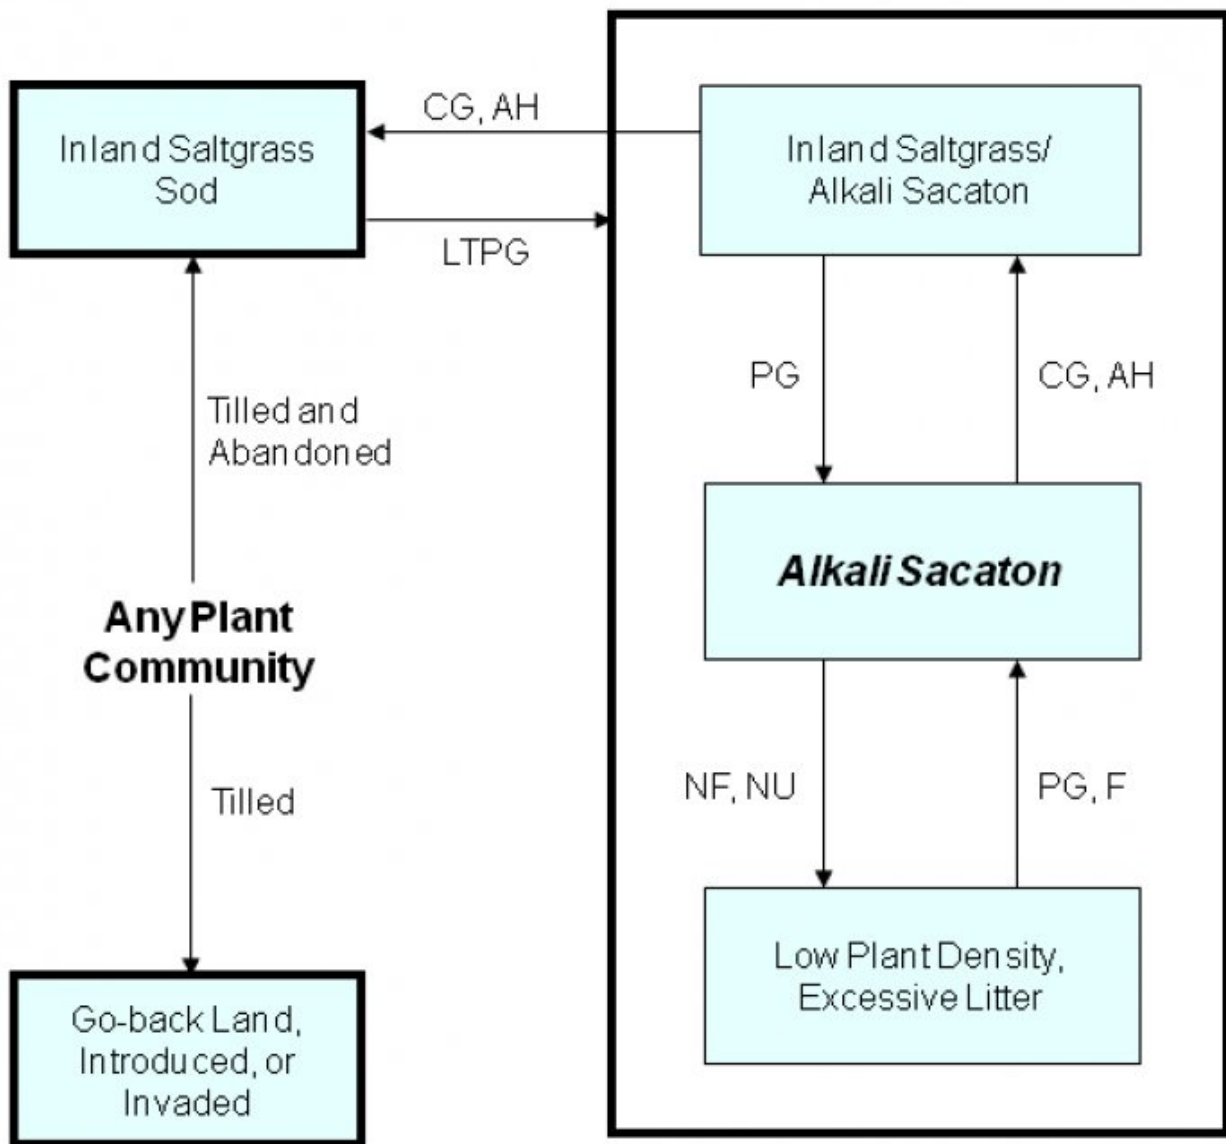 Inland Saltgrass
Sod
CG, AH
LTPG
Inland Saltgrass/
Alkali Sacaton
PG
CG, AH
Tilled and
Abandoned
Alkali Sacaton
Any Plant
Community
NF, NU
PG, F
Tilled
Low Plant Density,
Excessive Litter
Go-back Land,
Introduced, or
Invaded